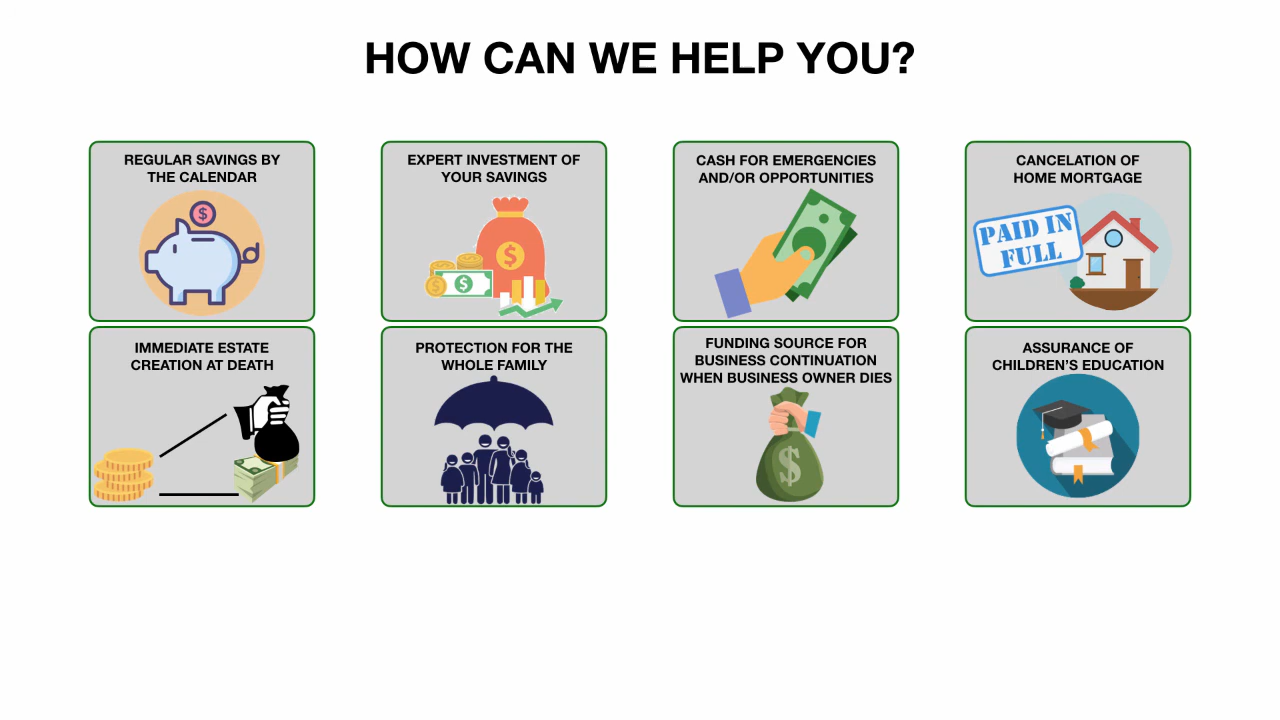 HOW CAN WE HELP YOU?
REGULAR SAVINGS BY
THE CALENDAR
$
EXPERT INVESTMENT OF
YOUR SAVINGS
$
$
$
CASH FOR EMERGENCIES
AND/OR OPPORTUNITIES
CANCELATION OF
HOME MORTGAGE
PAID IN
FULL
IMMEDIATE ESTATE
CREATION AT DEATH
PROTECTION FOR THE
WHOLE FAMILY
FUNDING SOURCE FOR
BUSINESS CONTINUATION
WHEN BUSINESS OWNER DIES
$
ASSURANCE OF
CHILDREN'S EDUCATION